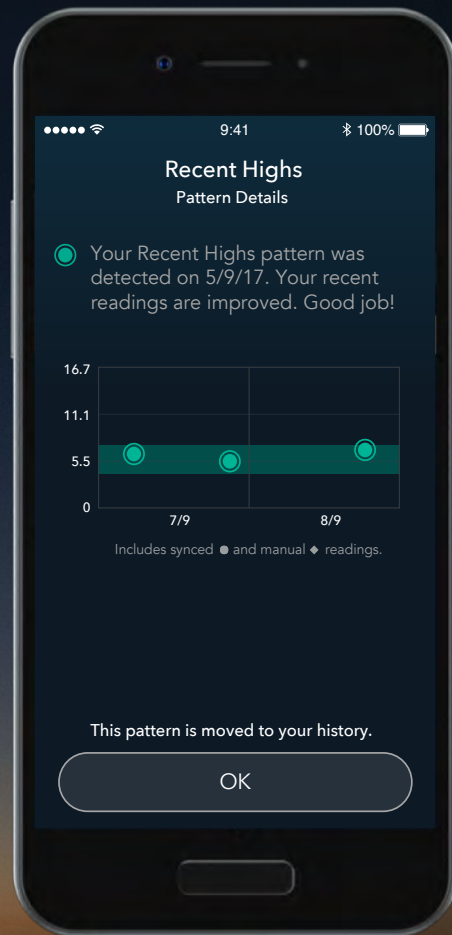 9:41
100%
Recent Highs
Pattern Details
Your Recent Highs pattern was
detected on 5/9/17. Your recent
readings are improved. Good job!
16.7
11.1
5.5
0
7/9
8/9
Includes synced ● and manual ◆ readings.
This pattern is moved to your history.
OK